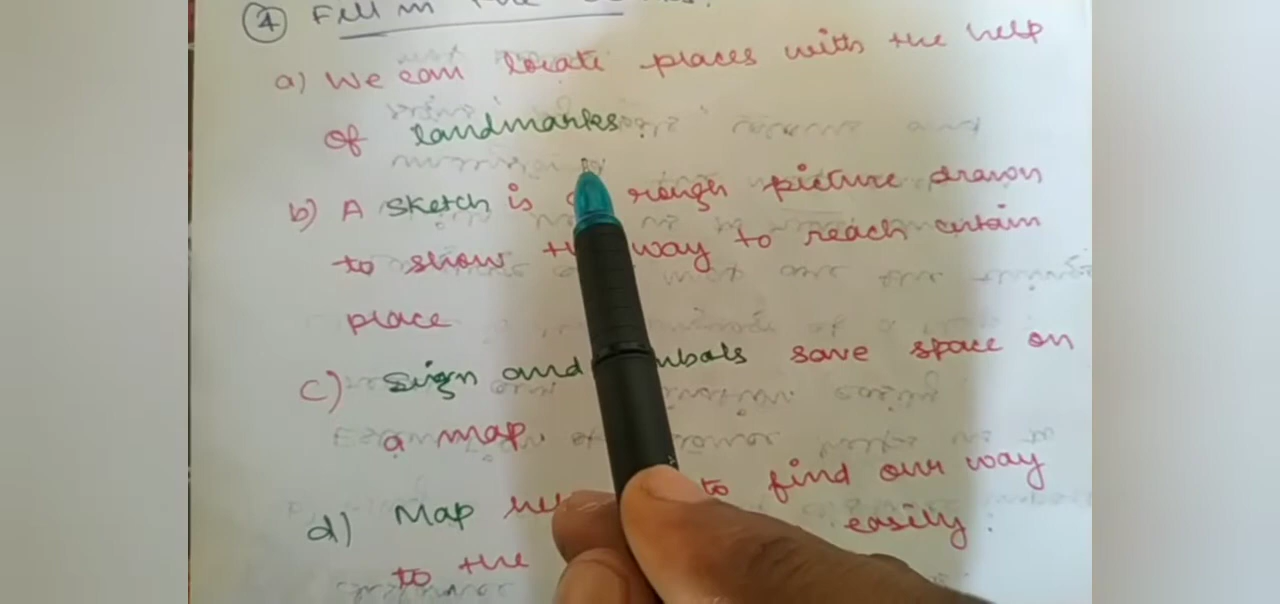 4 Fill in the
a) We can locate places with the help
of landmarks.
b) A sketch is a rough picture drawn
to show the way to reach certain
place
c) Sign and save space on
a map.
d) Map to find our way
to the easily.